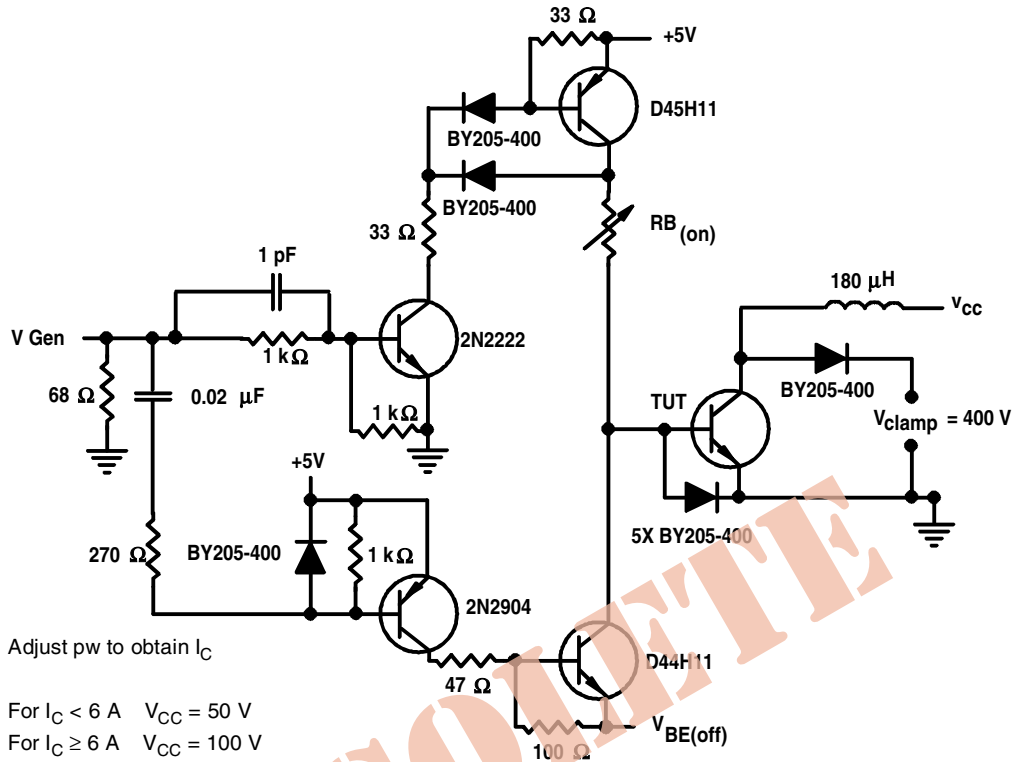 33 Ω
+5V
D45H11
BY205-400
BY205-400
RB(on)
33 Ω
1 pF
180 μH
vcc
V Gen
1 kΩ
2N2222
BY205-400
68 Ω
0.02 μF
TUT
Vclamp = 400 V
1 kΩ
+5V
5X BY205-400
270 Ω
BY205-400
1 kΩ
2N2904
Adjust pw to obtain IC
D44H11
47 Ω
For IC < 6 A VCC = 50 V
VBE(off)
For IC ≥ 6 A VCC = 100 V
100 Ω
OLETE